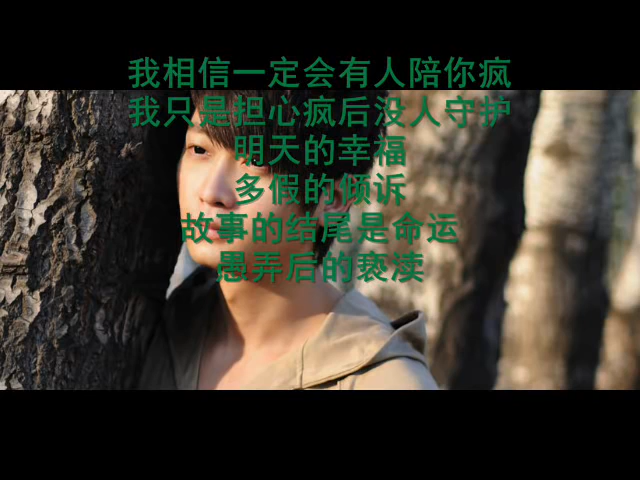 我相信一定会有人陪你疯
我只是担心疯后没人守护
明天的幸福
多假的倾诉
故事的结尾是命运
愚弄后的亵渎